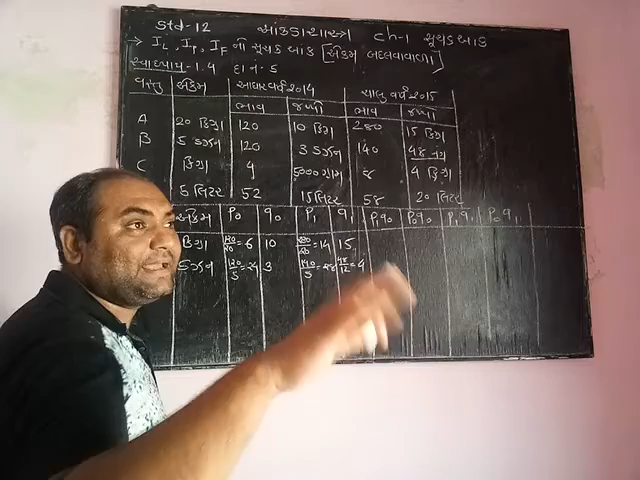 Std-12 આંકડાશાસ્ત્ર ch-1 સૂચક આંક
→ IL, IP, IF ની સૂચક આંક [એકમ બદલવાવાળા]
સ્વાધ્યાય-1.4 દા.નં-5
વસ્તુ એકમ આધારવર્ષ 2014 ચાલુ વર્ષ 2015
ભાવ જથ્થો ભાવ જથ્થો
A 20 કિગ્રા 120 10 કિગ્રા 280 15 કિગ્રા
B 5 ડઝન 120 3 ડઝન 140 48 નંગ
C કિગ્રા 4 5000 ગ્રામ 8 4 કિગ્રા
5 લિટર 52 15 લિટર 58 20 લિટર
એકમ P0 q0 P1 q1 P1q0 P0q0 P1q1 P0q1
કિગ્રા 120/20 = 6 10 280/20 = 14 15
ડઝન 120/5 = 24 3 140/5 = 28 48/12 = 4